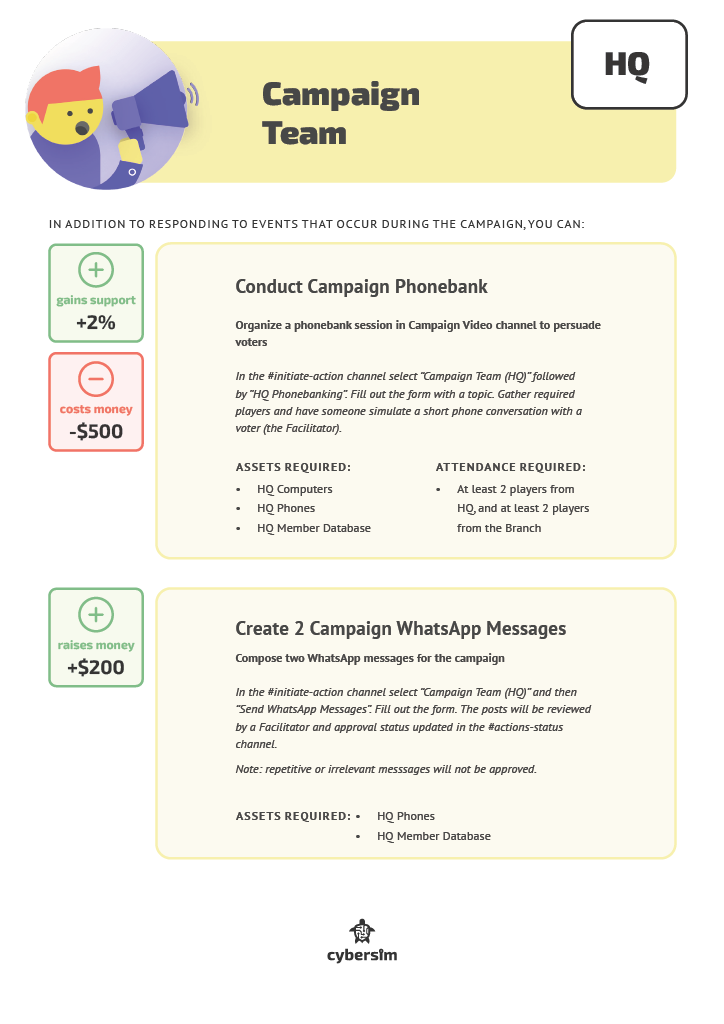 HQ
Campaign
Team
IN ADDITION TO RESPONDING TO EVENTS THAT OCCUR DURING THE CAMPAIGN, YOU CAN:
gains support
+2%
costs money
-$500
Conduct Campaign Phonebank
Organize a phonebank session in Campaign Video channel to persuade
voters
In the #initiate-action channel select “Campaign Team (HQ)” followed
by “HQ Phonebanking”. Fill out the form with a topic. Gather required
players and have someone simulate a short phone conversation with a
voter (the Facilitator).
ASSETS REQUIRED:
• HQ Computers
• HQ Phones
• HQ Member Database
ATTENDANCE REQUIRED:
• At least 2 players from
HQ, and at least 2 players
from the Branch
raises money
+$200
Create 2 Campaign WhatsApp Messages
Compose two WhatsApp messages for the campaign
In the #initiate-action channel select “Campaign Team (HQ)” and then
“Send WhatsApp Messages”. Fill out the form. The posts will be reviewed
by a Facilitator and approval status updated in the #actions-status
channel.
Note: repetitive or irrelevant messsages will not be approved.
ASSETS REQUIRED: • HQ Phones
• HQ Member Database
cybersim